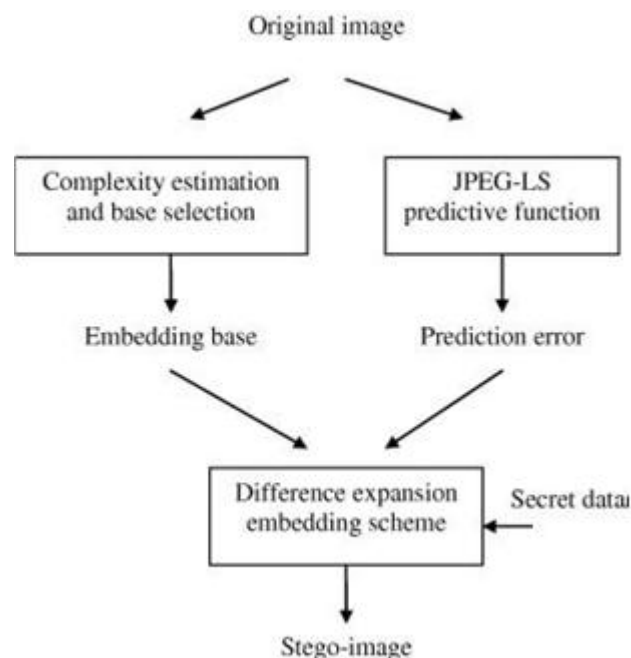 Original image
Complexity estimation
and base selection
JPEG-LS
predictive function
Embedding base
Prediction error
Difference expansion
embedding scheme
Secret data
Stego-image